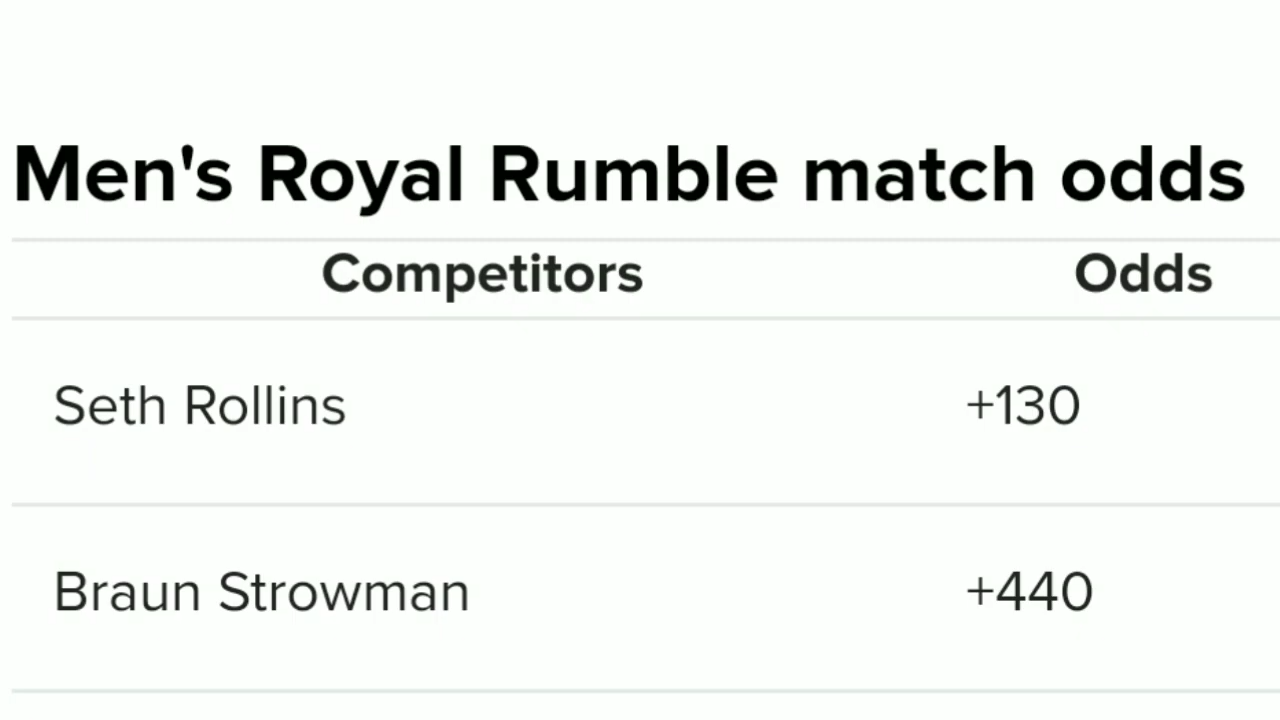 Men's Royal Rumble match odds
Competitors Odds
Seth Rollins +130
Braun Strowman +440